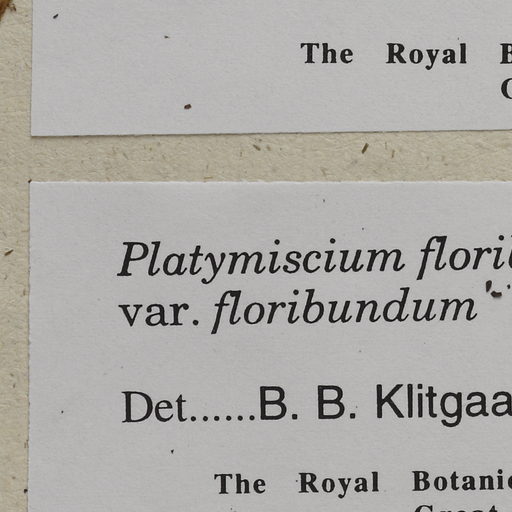 The Royal
Platymiscium
var. floribundum
Det......B. B.
The Royal